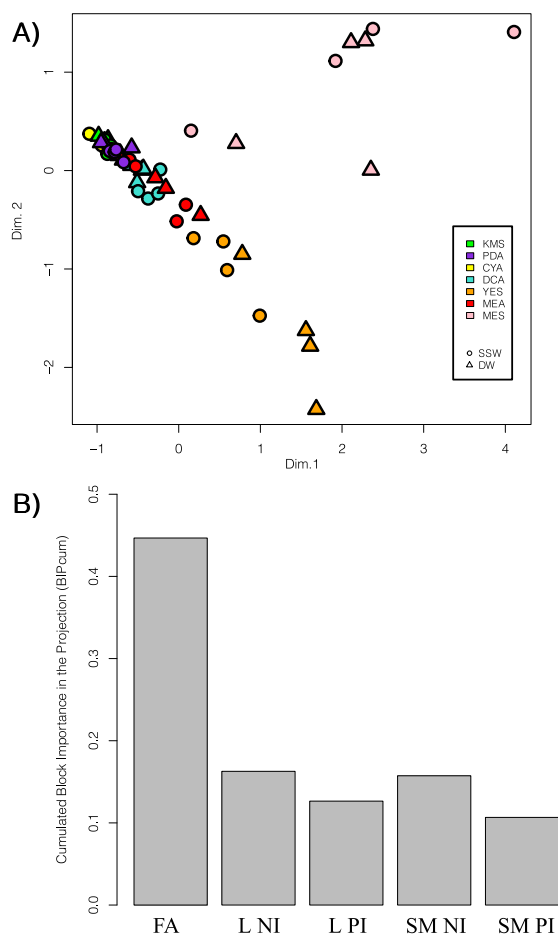 A)
Dim. 2
1
0
−1
−2
−1
0
1
2
3
4
Dim.1
KMS
PDA
CYA
DCA
YES
MEA
MES
SSW
DW
B)
Cumulated Block Importance in the Projection (BIPcum)
0.5
0.4
0.3
0.2
0.1
0.0
FA
L NI
L PI
SM NI
SM PI